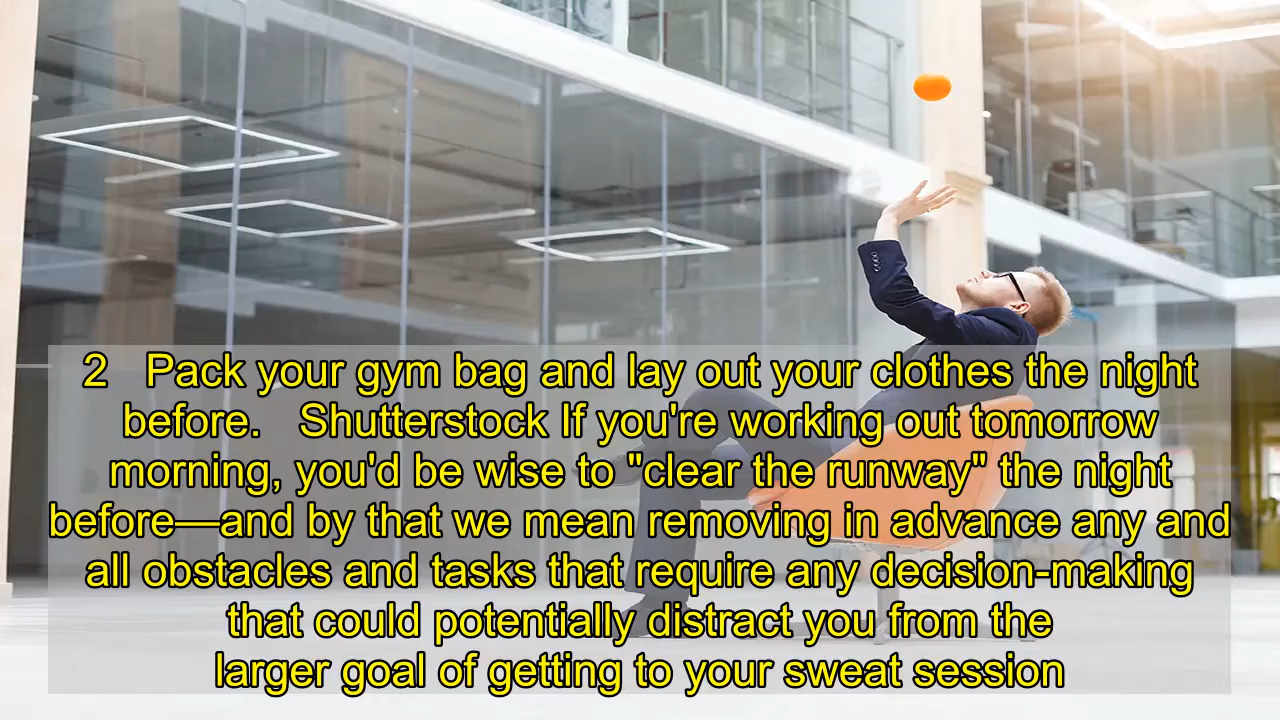 2   Pack your gym bag and lay out your clothes the night
before.   Shutterstock If you're working out tomorrow
morning, you'd be wise to "clear the runway" the night
before—and by that we mean removing in advance any and
all obstacles and tasks that require any decision-making
that could potentially distract you from the
larger goal of getting to your sweat session